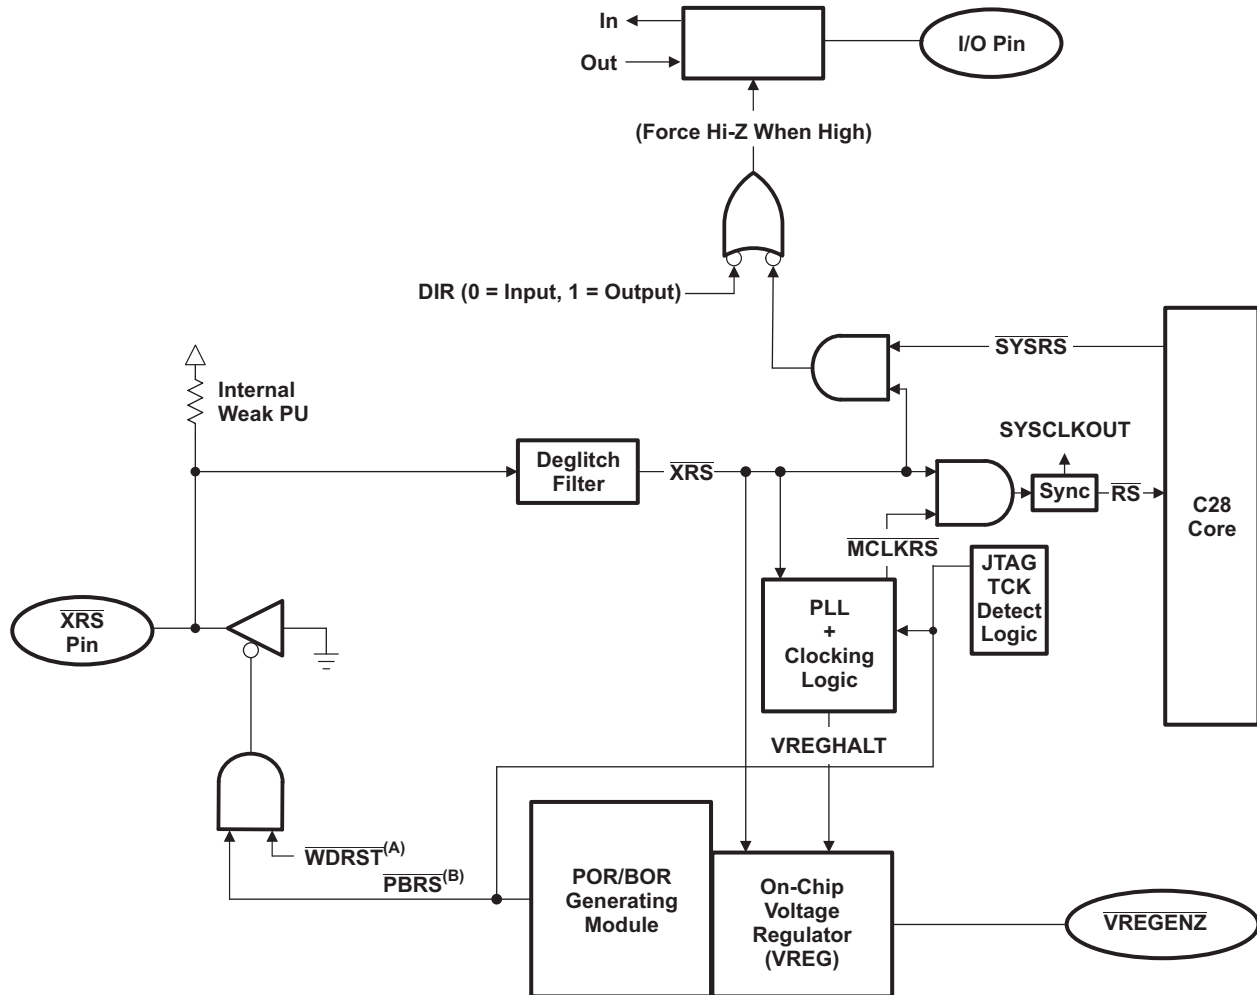 In
Out
I/O Pin
(Force Hi-Z When High)
DIR (0 = Input, 1 = Output)
SYSRS
Internal
Weak PU
SYSCLKOUT
Deglitch
Filter
XRS
Sync
RS
C28
Core
MCLKRS
JTAG
TCK
Detect
Logic
XRS
Pin
PLL
+
Clocking
Logic
VREGHALT
WDRST(A)
PBRS(B)
POR/BOR
Generating
Module
On-Chip
Voltage
Regulator
(VREG)
VREGENZ